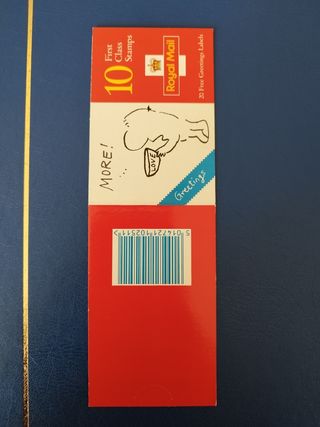 10
First
Class
Stamps
Royal Mail
20 Free Greetings Labels
MORE!
LOVE
Greetings
5 014721 102511>